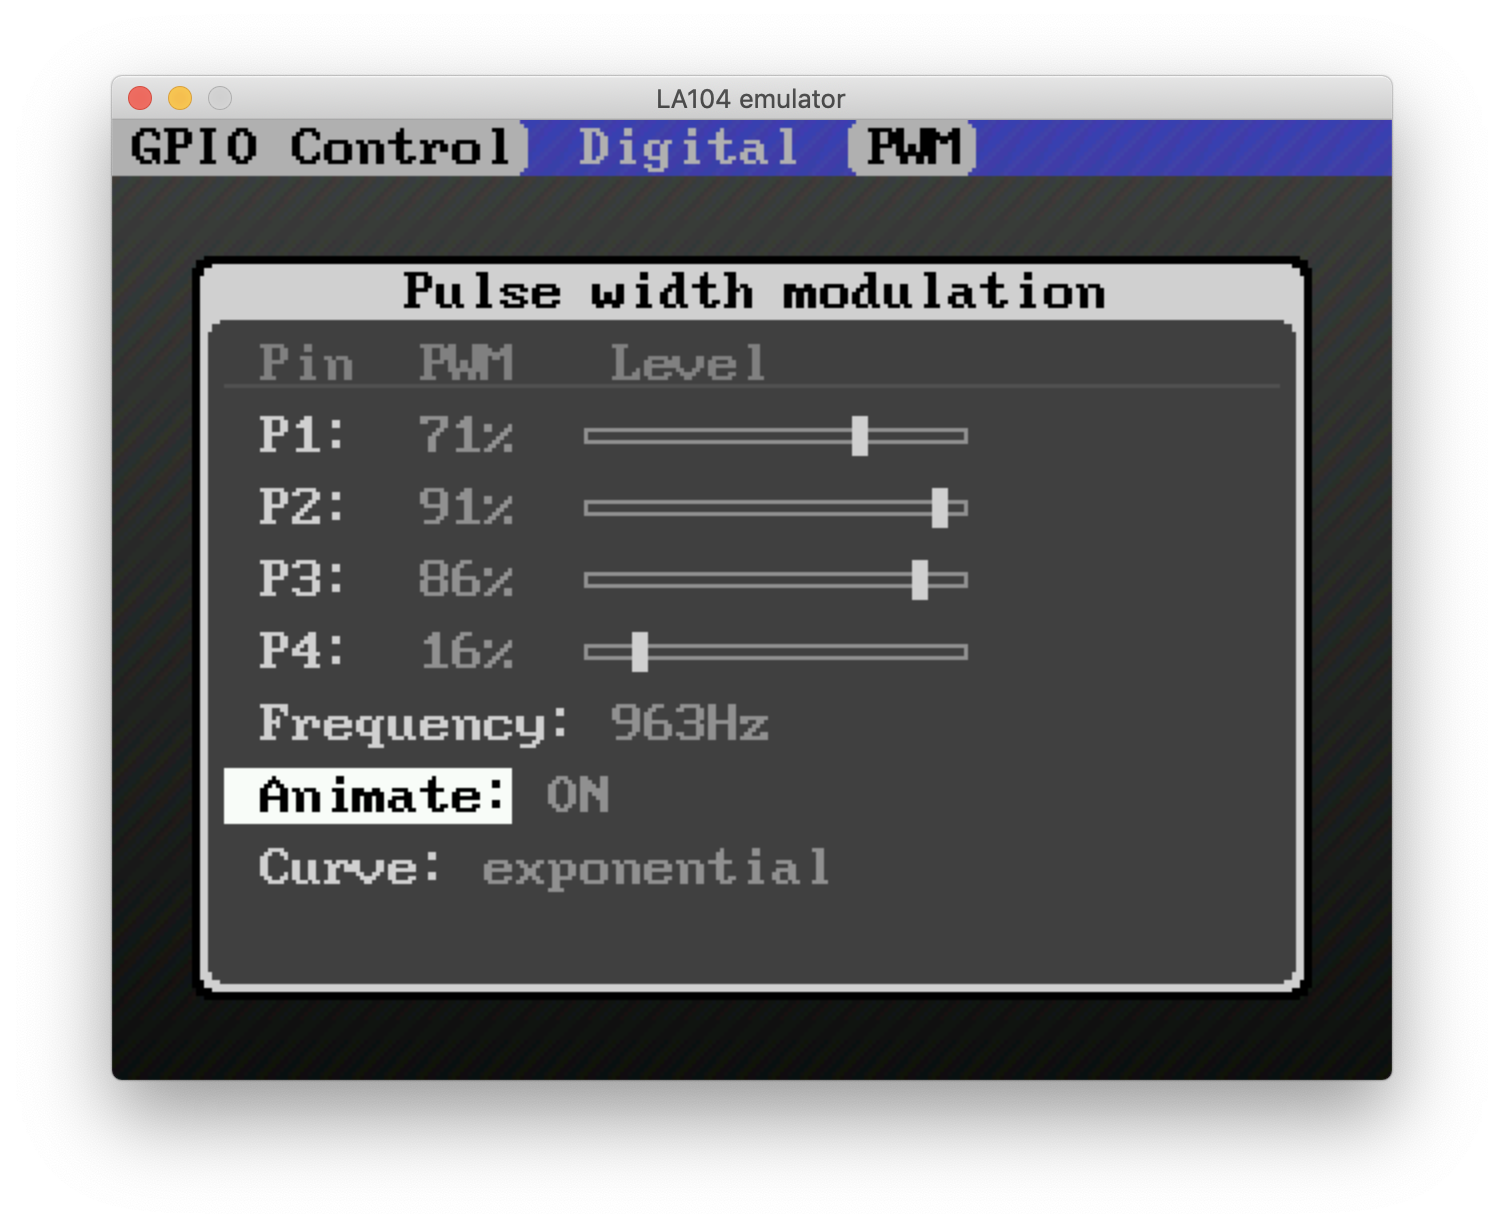 LA104 emulator
GPIO Control Digital PWM
Pulse width modulation
Pin PWM Level
P1: 71%
P2: 91%
P3: 86%
P4: 16%
Frequency: 963Hz
Animate: ON
Curve: exponential